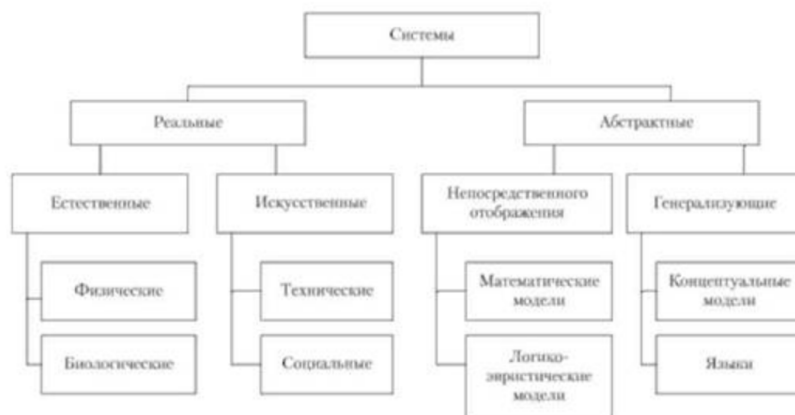 Системы
Реальные
Абстрактные
Естественные
Искусственные
Непосредственного
отображения
Генерализующие
Физические
Технические
Математические
модели
Концептуальные
модели
Биологические
Социальные
Логико-
эвристические
модели
Языки